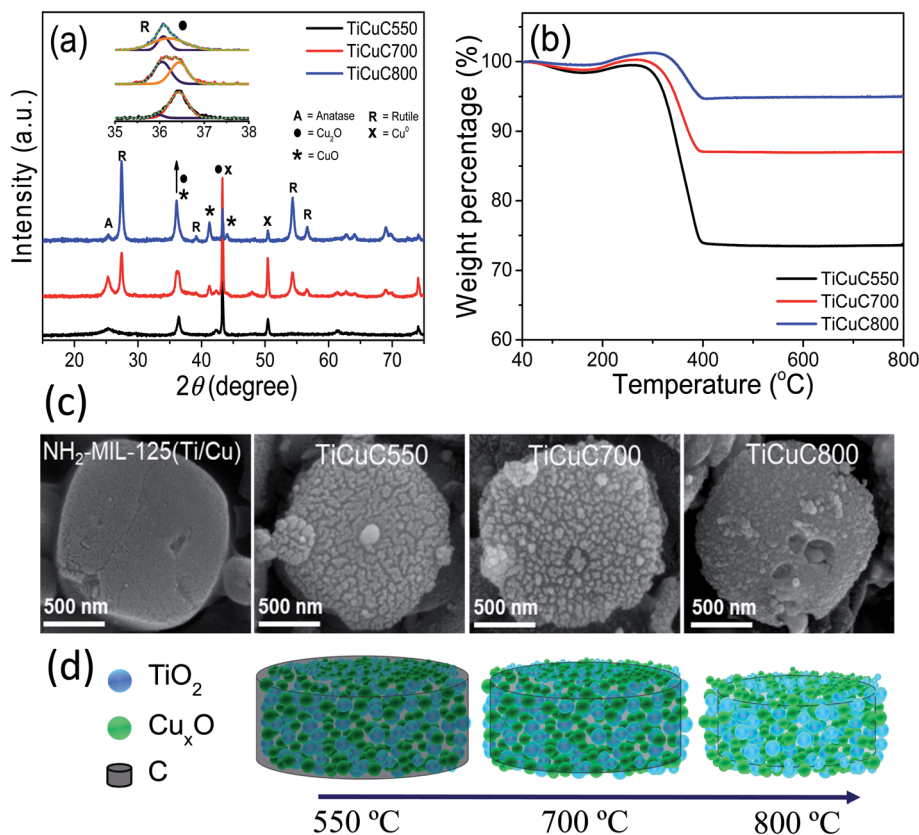 (a)
R ●
TiCuC550
TiCuC700
TiCuC800
35 36 37 38
A = Anatase R = Rutile
● = Cu₂O x = Cu⁰
* = CuO
Intensity (a.u.)
A R ● * R * ● x * x R R
20 30 40 50 60 70
2θ (degree)
(b)
Weight percentage (%)
100
90
80
70
60
TiCuC550
TiCuC700
TiCuC800
40 200 400 600 800
Temperature (°C)
(c)
NH₂-MIL-125(Ti/Cu) TiCuC550 TiCuC700 TiCuC800
500 nm 500 nm 500 nm 500 nm
(d)
TiO₂
CuₓO
C
550 ºC 700 ºC 800 ºC